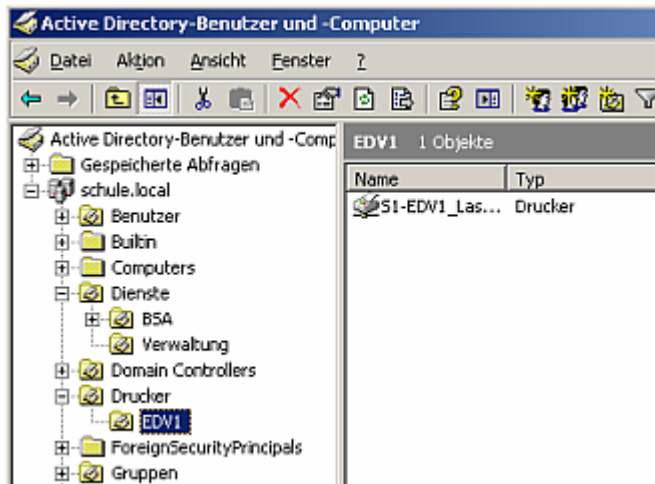 Active Directory-Benutzer und -Computer
Datei Aktion Ansicht Fenster ?
Active Directory-Benutzer und -Comp
Gespeicherte Abfragen
schule.local
Benutzer
Builtin
Computers
Dienste
BSA
Verwaltung
Domain Controllers
Drucker
EDV1
ForeignSecurityPrincipals
Gruppen
EDV1 1 Objekte
Name Typ
S1-EDV1_Las... Drucker